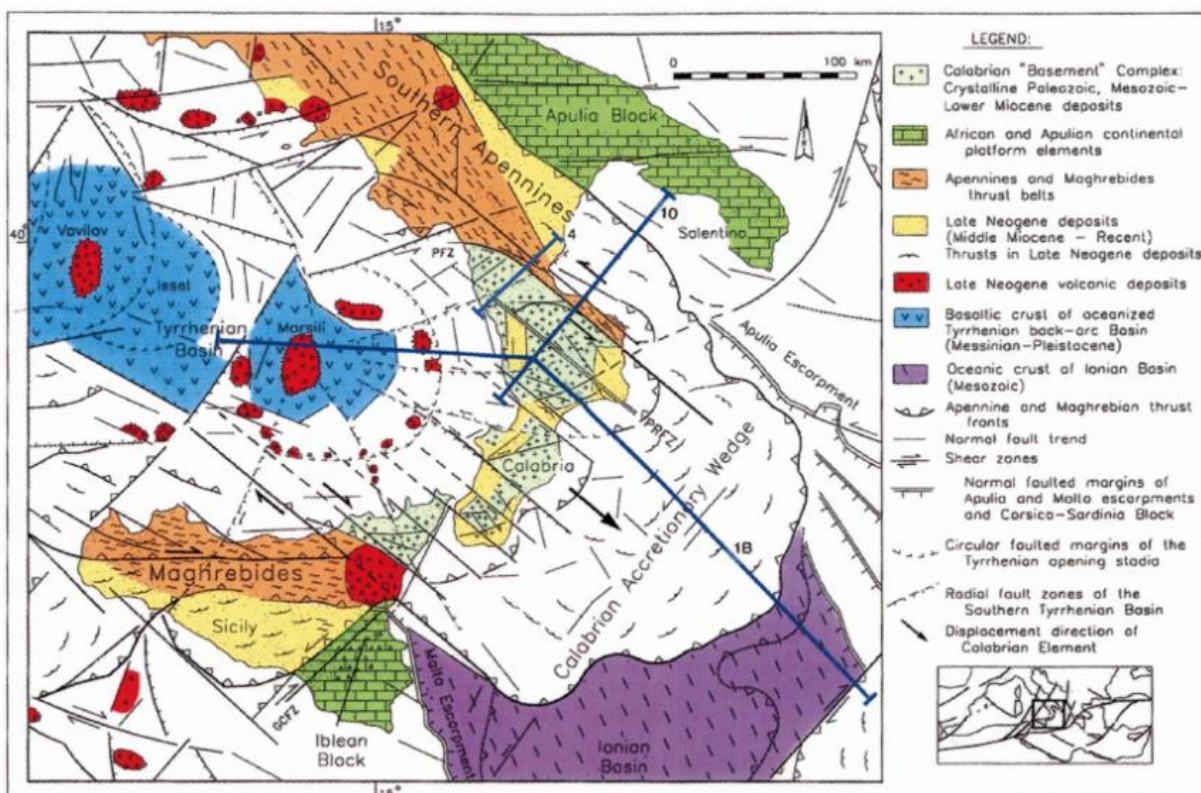 15°
0
100 km
Southern
Apennines
Apulia Block
40°
Vavilov
Issel
Tyrrhenian
Basin
Marsili
PFZ
4
10
Salentino
Apulia Escarpment
(PRFZ)
Calabria
Calabrian Accretionary Wedge
1B
Maghrebides
Sicily
GCFZ
Iblean
Block
Malta Escarpment
Ionian
Basin
15°
LEGEND:
Calabrian "Basement" Complex:
Crystalline Paleozoic, Mesozoic-
Lower Miocene deposits
African and Apulian continental
platform elements
Apennines and Maghrebides
thrust belts
Late Neogene deposits
(Middle Miocene - Recent)
Thrusts in Late Neogene deposits
Late Neogene volcanic deposits
Basaltic crust of oceanized
Tyrrhenian back-arc Basin
(Messinian-Pleistocene)
Oceanic crust of Ionian Basin
(Mesozoic)
Apennine and Maghrebian thrust
fronts
Normal fault trend
Shear zones
Normal faulted margins of
Apulia and Malta escarpments
and Corsica-Sardinia Block
Circular faulted margins of the
Tyrrhenian opening stadia
Radial fault zones of the
Southern Tyrrhenian Basin
Displacement direction of
Calabrian Element